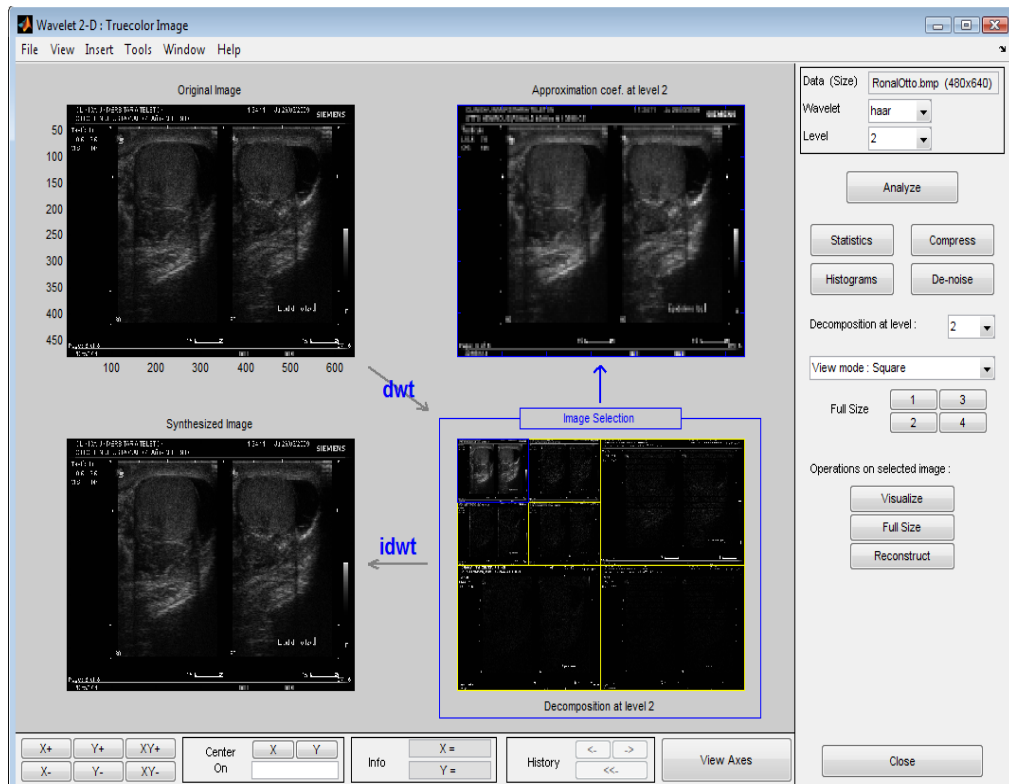 Wavelet 2-D : Truecolor Image
File View Insert Tools Window Help
Original Image
SIEMENS
50
100
150
200
250
300
350
400
450
100 200 300 400 500 600
Approximation coef. at level 2
SIEMENS
dwt
Synthesized Image
SIEMENS
idwt
Image Selection
Decomposition at level 2
Data (Size) RonalOtto.bmp (480x640)
Wavelet haar
Level 2
Analyze
Statistics Compress
Histograms De-noise
Decomposition at level : 2
View mode : Square
Full Size 1 3
2 4
Operations on selected image :
Visualize
Full Size
Reconstruct
X+ Y+ XY+
X- Y- XY-
Center
On
X Y
Info
X =
Y =
History
<- ->
<<-
View Axes
Close